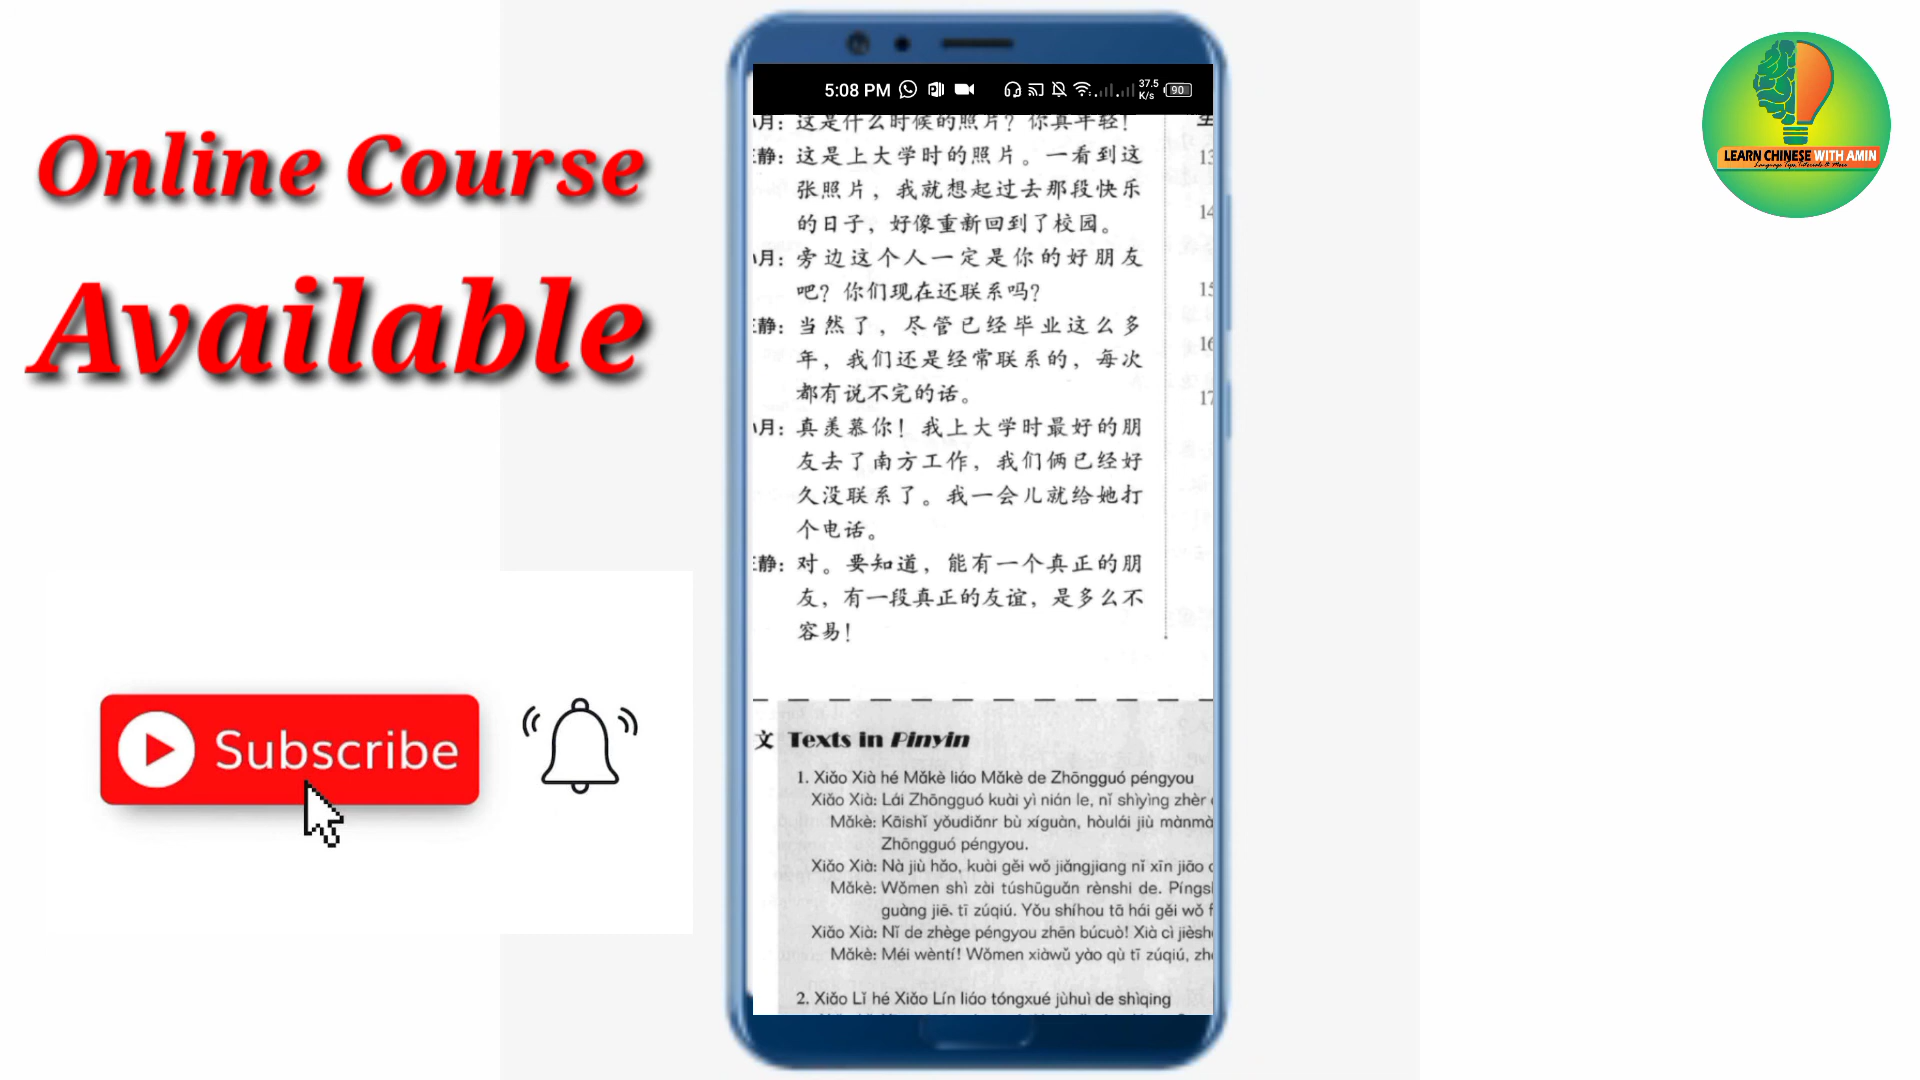 Online Course
Available
Subscribe
LEARN CHINESE WITH AMIN
Language Tips, Tutorials & More
5:08 PM
37.5
K/s
90
月：这是什么时候的照片？你真年轻！
静：这是上大学时的照片。一看到这
张照片，我就想起过去那段快乐
的日子，好像重新回到了校园。
月：旁边这个人一定是你的好朋友
吧？你们现在还联系吗？
静：当然了，尽管已经毕业这么多
年，我们还是经常联系的，每次
都有说不完的话。
月：真羡慕你！我上大学时最好的朋
友去了南方工作，我们俩已经好
久没联系了。我一会儿就给她打
个电话。
静：对。要知道，能有一个真正的朋
友，有一段真正的友谊，是多么不
容易！
13
14
15
16
17
文 Texts in Pinyin
1. Xiǎo Xià hé Mǎkè liáo Mǎkè de Zhōngguó péngyou
Xiǎo Xià: Lái Zhōngguó kuài yì nián le, nǐ shìyìng zhèr
Mǎkè: Kāishǐ yǒudiǎnr bù xíguàn, hòulái jiù mànmà
Zhōngguó péngyou.
Xiǎo Xià: Nà jiù hǎo, kuài gěi wǒ jiǎngjiang nǐ xīn jiāo
Mǎkè: Wǒmen shì zài túshūguǎn rènshi de. Píngs
guàng jiē, tī zúqiú. Yǒu shíhou tā hái gěi wǒ
Xiǎo Xià: Nǐ de zhège péngyou zhēn búcuò! Xià cì jièsh
Mǎkè: Méi wèntí! Wǒmen xiàwǔ yào qù tī zúqiú, zh
2. Xiǎo Lǐ hé Xiǎo Lín liáo tóngxué jùhuì de shìqing